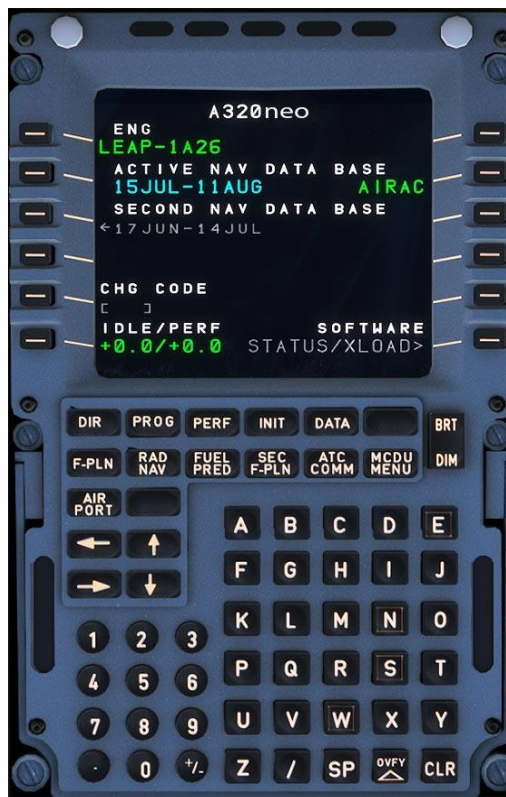 A320neo
ENG
LEAP-1A26
ACTIVE NAV DATA BASE
15JUL-11AUG AIRAC
SECOND NAV DATA BASE
←17JUN-14JUL
CHG CODE
[ ]
IDLE/PERF SOFTWARE
+0.0/+0.0 STATUS/XLOAD>
DIR PROG PERF INIT DATA BRT
F-PLN RAD NAV FUEL PRED SEC F-PLN ATC COMM MCDU MENU DIM
AIR PORT
← ↑
→ ↓
A B C D E
F G H I J
K L M N O
1 2 3
P Q R S T
4 5 6
U V W X Y
7 8 9
Z / SP OVFY CLR
. 0 +/-